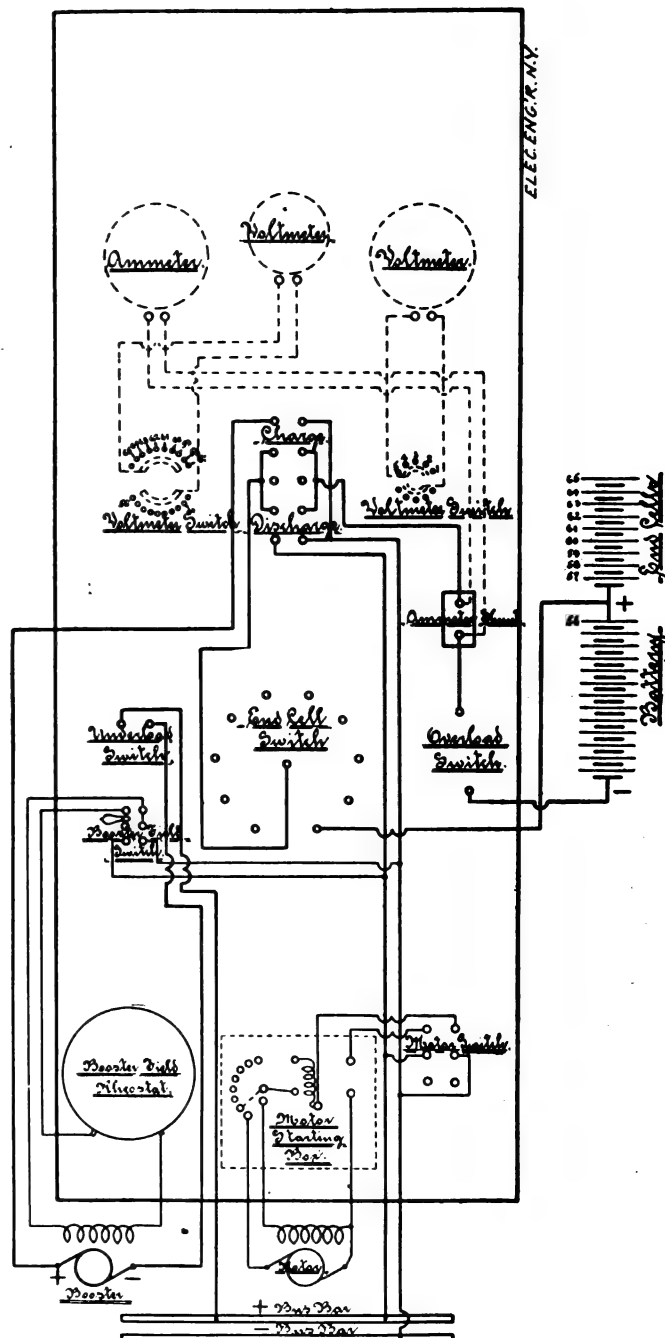 ELEC.ENG'R.N.Y.
Ammeter.
Voltmeter.
Voltmeter.
Charge.
Voltmeter Switch.
Discharge.
Voltmeter Switch
Ammeter Shunt.
End Cells
+
Battery
-
Underload
Switch.
End Cell
Switch
Overload
Switch.
Booster Field
Switch.
Motor Switch.
Booster Field
Rheostat.
Motor
Starting
Box.
+ -
Booster
Motor
+ Bus Bar
- Bus Bar